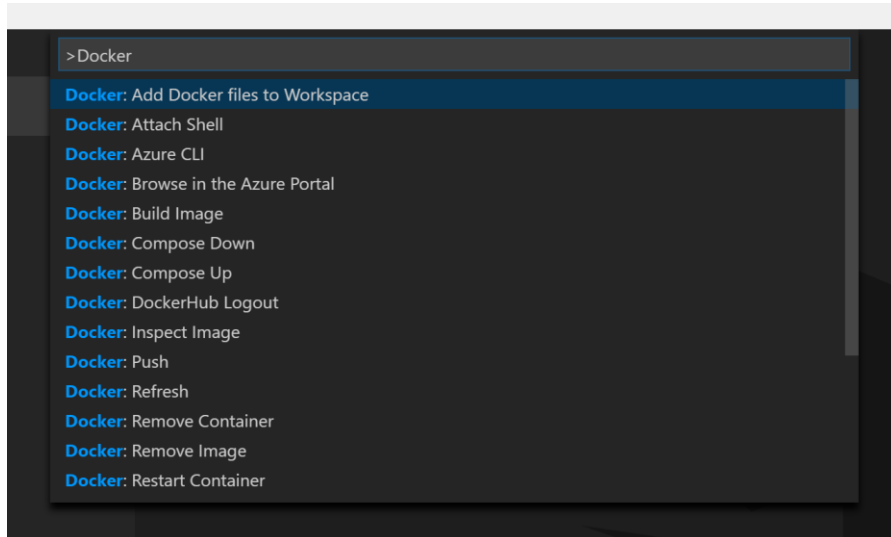 >Docker
Docker: Add Docker files to Workspace
Docker: Attach Shell
Docker: Azure CLI
Docker: Browse in the Azure Portal
Docker: Build Image
Docker: Compose Down
Docker: Compose Up
Docker: DockerHub Logout
Docker: Inspect Image
Docker: Push
Docker: Refresh
Docker: Remove Container
Docker: Remove Image
Docker: Restart Container